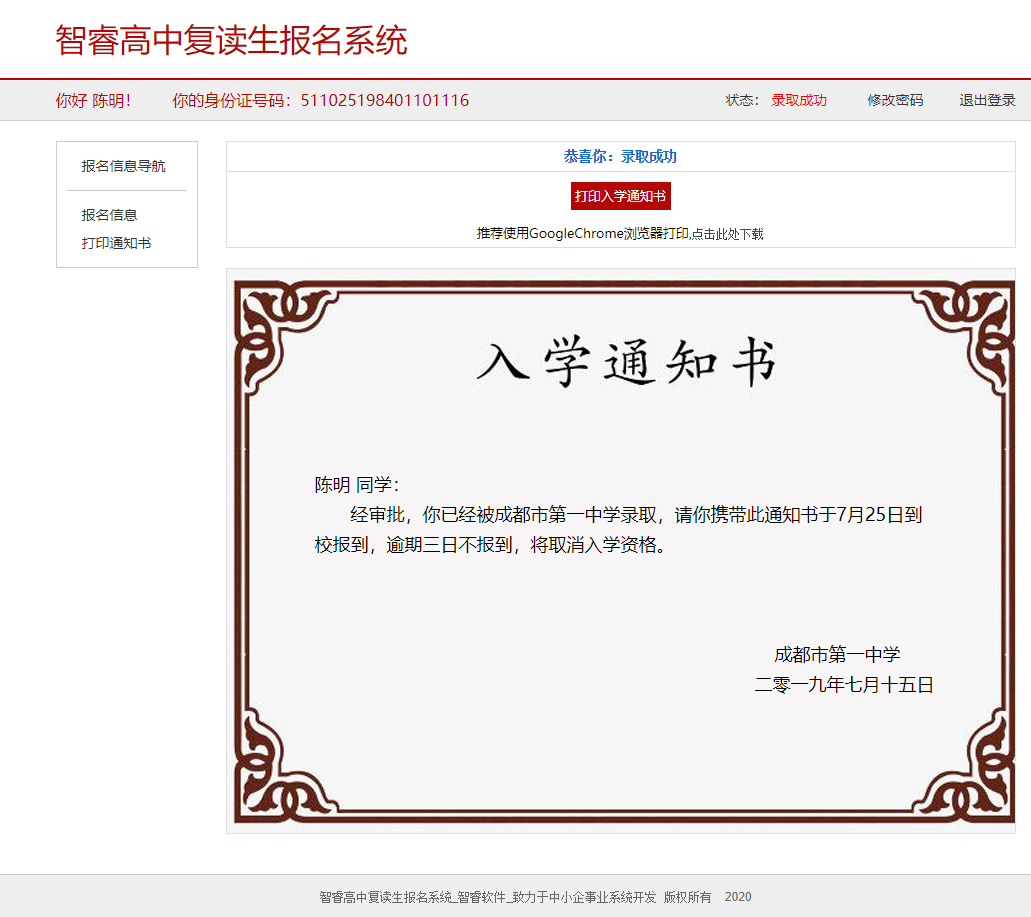 智睿高中复读生报名系统
你好 陈明！ 你的身份证号码：511025198401101116 状态： 录取成功 修改密码 退出登录
报名信息导航
报名信息
打印通知书
恭喜你：录取成功
打印入学通知书
推荐使用GoogleChrome浏览器打印,点击此处下载
入学通知书
陈明 同学：
经审批，你已经被成都市第一中学录取，请你携带此通知书于7月25日到
校报到，逾期三日不报到，将取消入学资格。
成都市第一中学
二零一九年七月十五日
智睿高中复读生报名系统_智睿软件_致力于中小企事业系统开发 版权所有 2020